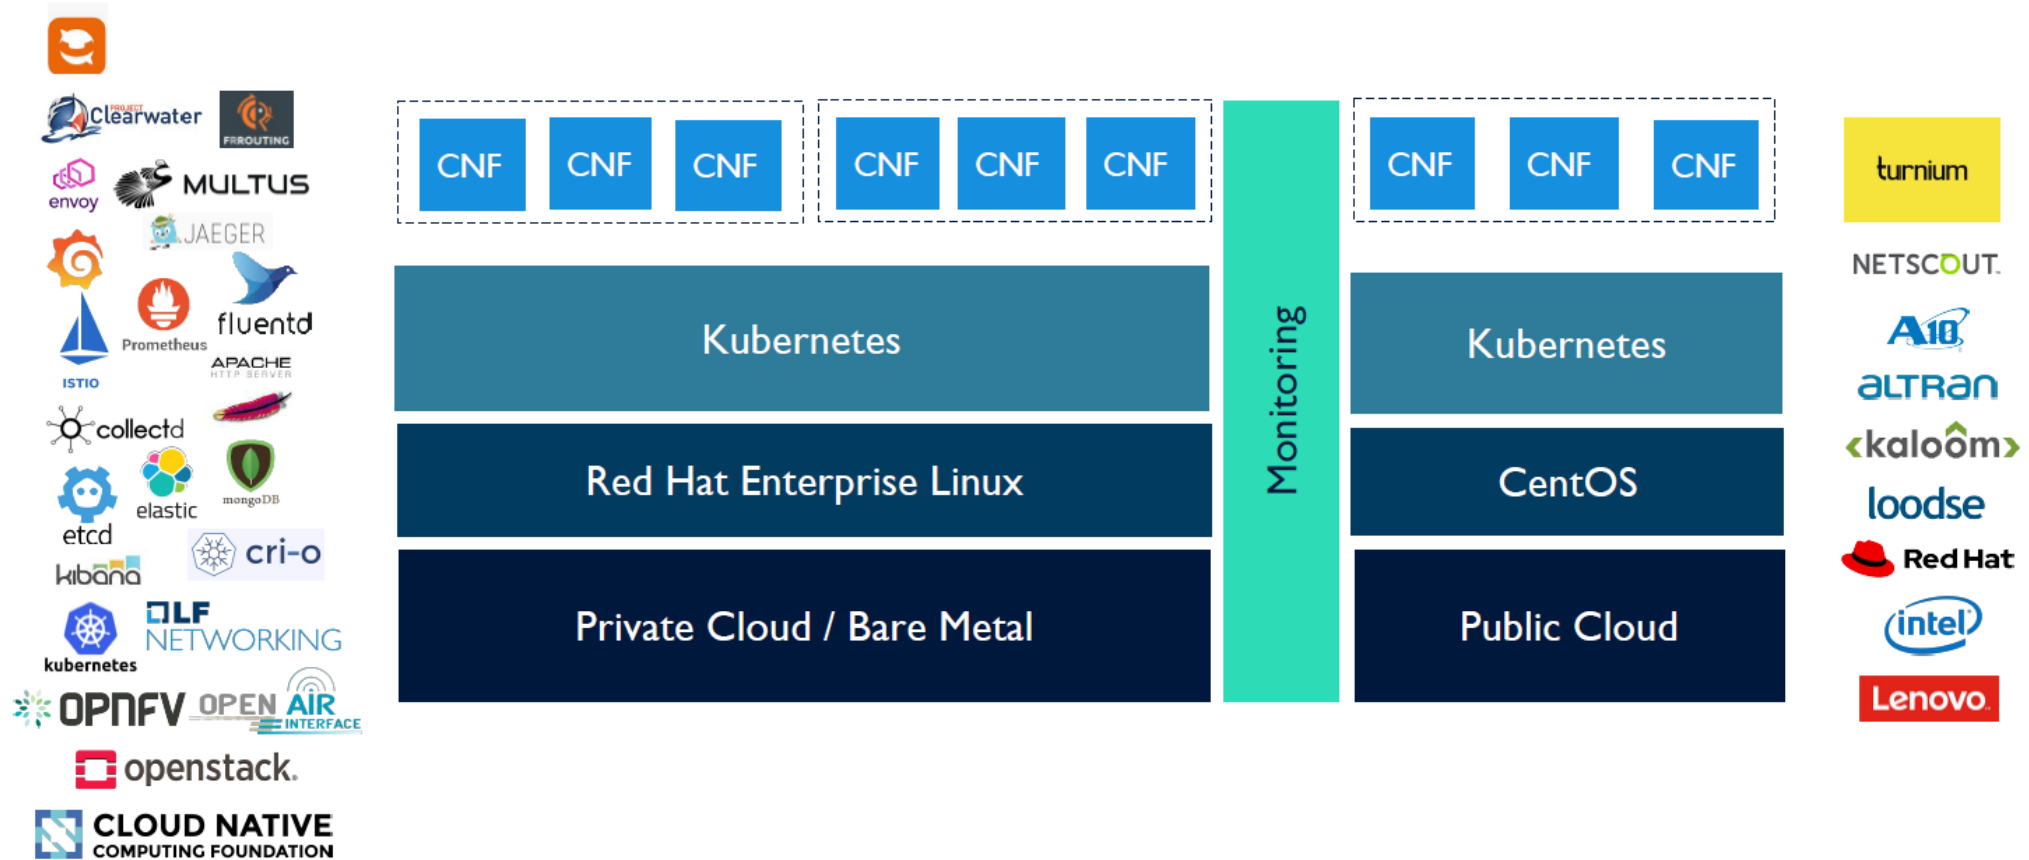 PROJECT
Clearwater
FRROUTING
envoy
MULTUS
JAEGER
fluentd
Prometheus
ISTIO
APACHE
HTTP SERVER
collectd
elastic
mongoDB
etcd
cri-o
kibana
kubernetes
LF
NETWORKING
OPNFV
OPEN AIR
INTERFACE
openstack.
CLOUD NATIVE
COMPUTING FOUNDATION
CNF
CNF
CNF
CNF
CNF
CNF
Kubernetes
Red Hat Enterprise Linux
Private Cloud / Bare Metal
Monitoring
CNF
CNF
CNF
Kubernetes
CentOS
Public Cloud
turnium
NETSCOUT.
A10
aLTRan
<kaloom>
loodse
Red Hat
intel
Lenovo